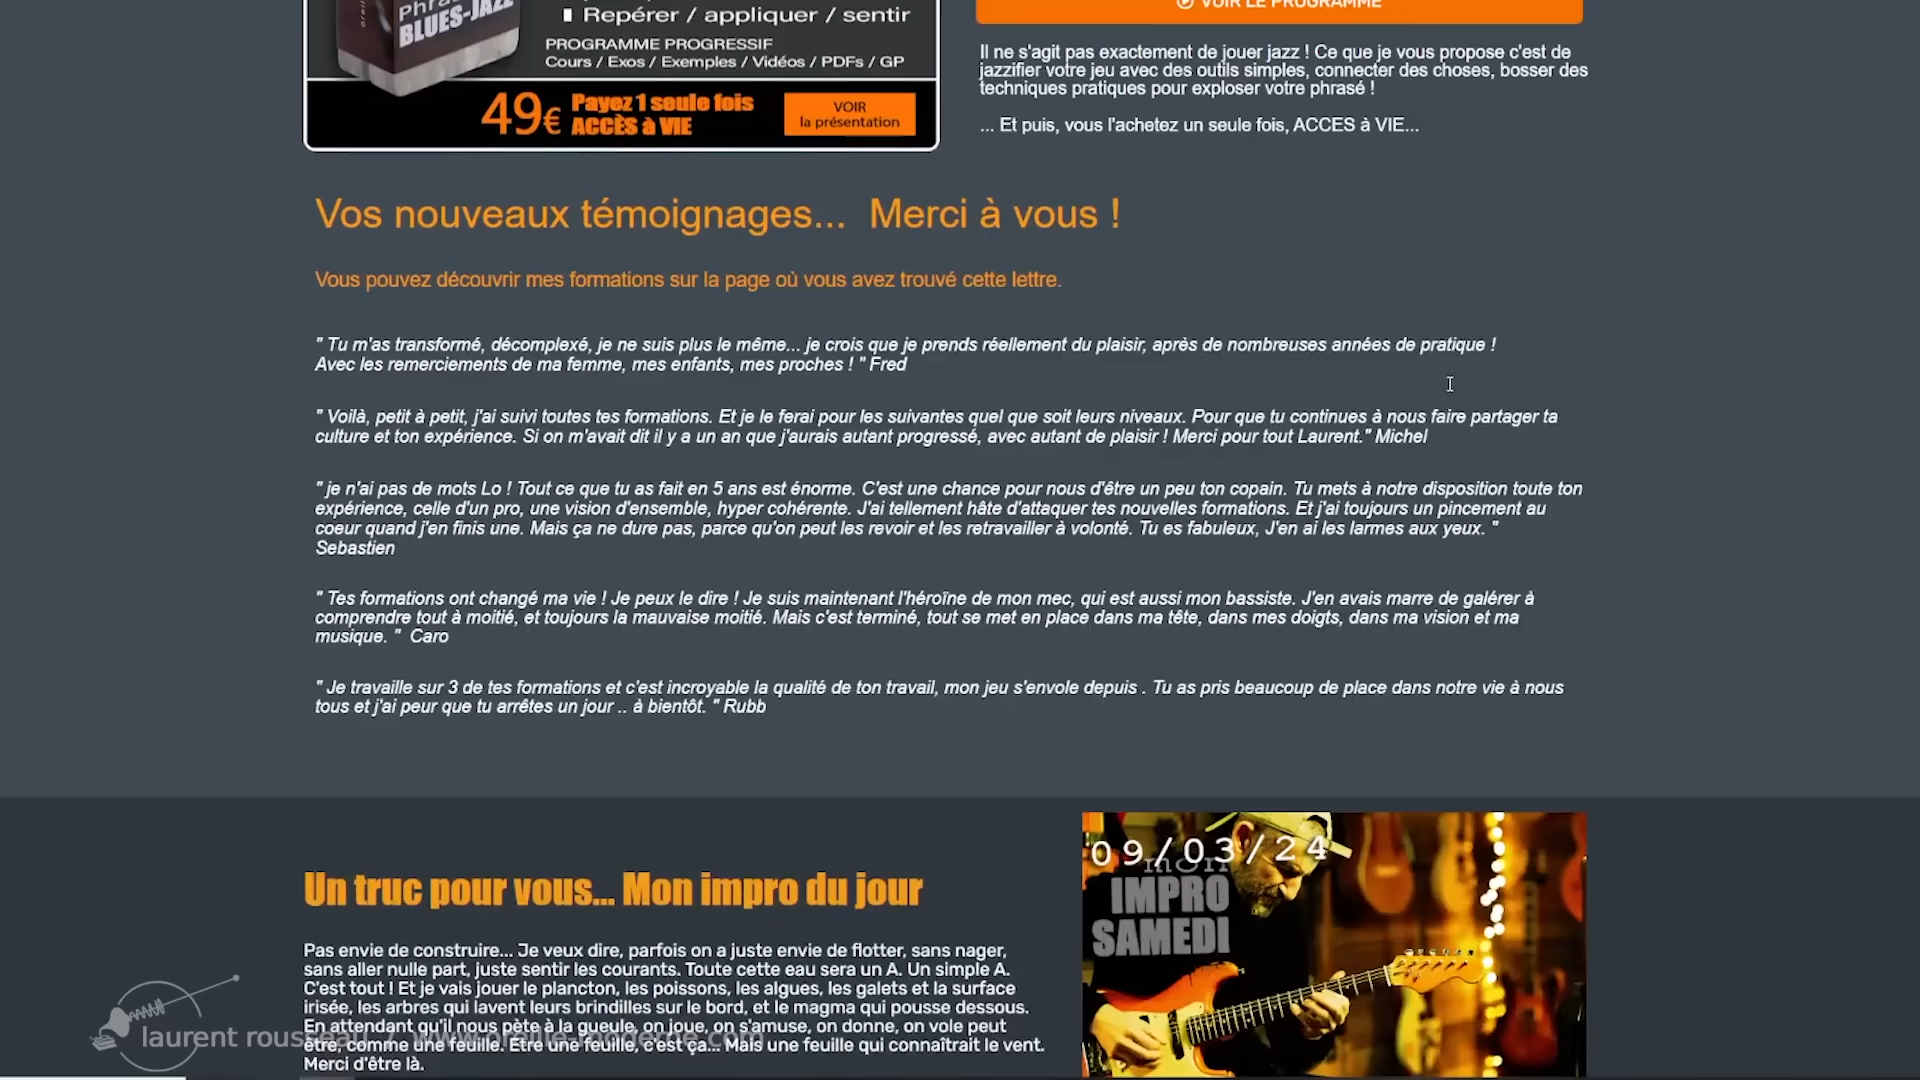 Phra
BLUES-JAZZ
Repérer / appliquer / sentir
PROGRAMME PROGRESSIF
Cours / Exos / Exemples / Vidéos / PDFs / GP
49€ Payez 1 seule fois
ACCÈS à VIE
VOIR
la présentation
VOIR LE PROGRAMME
Il ne s'agit pas exactement de jouer jazz ! Ce que je vous propose c'est de
jazzifier votre jeu avec des outils simples, connecter des choses, bosser des
techniques pratiques pour exploser votre phrasé !
... Et puis, vous l'achetez un seule fois, ACCES à VIE...
Vos nouveaux témoignages... Merci à vous !
Vous pouvez découvrir mes formations sur la page où vous avez trouvé cette lettre.
" Tu m'as transformé, décomplexé, je ne suis plus le même... je crois que je prends réellement du plaisir, après de nombreuses années de pratique !
Avec les remerciements de ma femme, mes enfants, mes proches ! " Fred
" Voilà, petit à petit, j'ai suivi toutes tes formations. Et je le ferai pour les suivantes quel que soit leurs niveaux. Pour que tu continues à nous faire partager ta
culture et ton expérience. Si on m'avait dit il y a un an que j'aurais autant progressé, avec autant de plaisir ! Merci pour tout Laurent." Michel
" je n'ai pas de mots Lo ! Tout ce que tu as fait en 5 ans est énorme. C'est une chance pour nous d'être un peu ton copain. Tu mets à notre disposition toute ton
expérience, celle d'un pro, une vision d'ensemble, hyper cohérente. J'ai tellement hâte d'attaquer tes nouvelles formations. Et j'ai toujours un pincement au
coeur quand j'en finis une. Mais ça ne dure pas, parce qu'on peut les revoir et les retravailler à volonté. Tu es fabuleux, J'en ai les larmes aux yeux. "
Sebastien
" Tes formations ont changé ma vie ! Je peux le dire ! Je suis maintenant l'héroïne de mon mec, qui est aussi mon bassiste. J'en avais marre de galérer à
comprendre tout à moitié, et toujours la mauvaise moitié. Mais c'est terminé, tout se met en place dans ma tête, dans mes doigts, dans ma vision et ma
musique. " Caro
" Je travaille sur 3 de tes formations et c'est incroyable la qualité de ton travail, mon jeu s'envole depuis . Tu as pris beaucoup de place dans notre vie à nous
tous et j'ai peur que tu arrêtes un jour .. à bientôt. " Rubb
Un truc pour vous... Mon impro du jour
Pas envie de construire... Je veux dire, parfois on a juste envie de flotter, sans nager,
sans aller nulle part, juste sentir les courants. Toute cette eau sera un A. Un simple A.
C'est tout ! Et je vais jouer le plancton, les poissons, les algues, les galets et la surface
irisée, les arbres qui lavent leurs brindilles sur le bord, et le magma qui pousse dessous.
En attendant qu'il nous pète à la gueule, on joue, on s'amuse, on donne, on vole peut
être, comme une feuille. Etre une feuille, c'est ça... Mais une feuille qui connaîtrait le vent.
Merci d'être là.
09/03/24
mon
IMPRO
SAMEDI
laurent rousseau / www.oreille-moderne.com